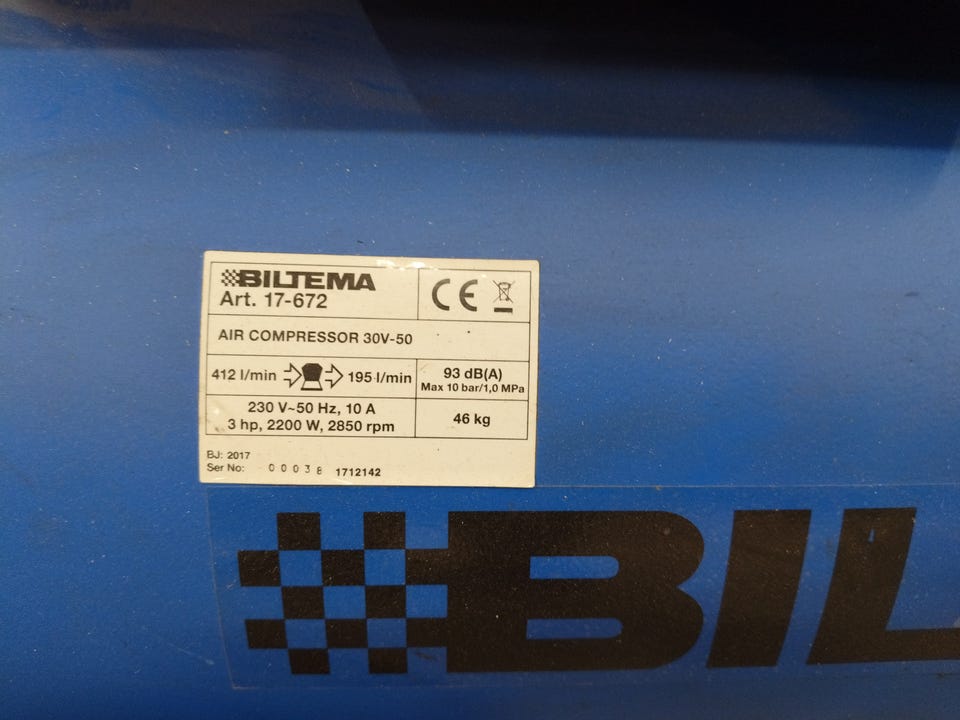 BILTEMA
Art. 17-672
CE
AIR COMPRESSOR 30V-50
412 l/min 195 l/min
93 dB(A)
Max 10 bar/1,0 MPa
230 V~50 Hz, 10 A
3 hp, 2200 W, 2850 rpm
46 kg
BJ: 2017
Ser No: 00038 1712142
BIL